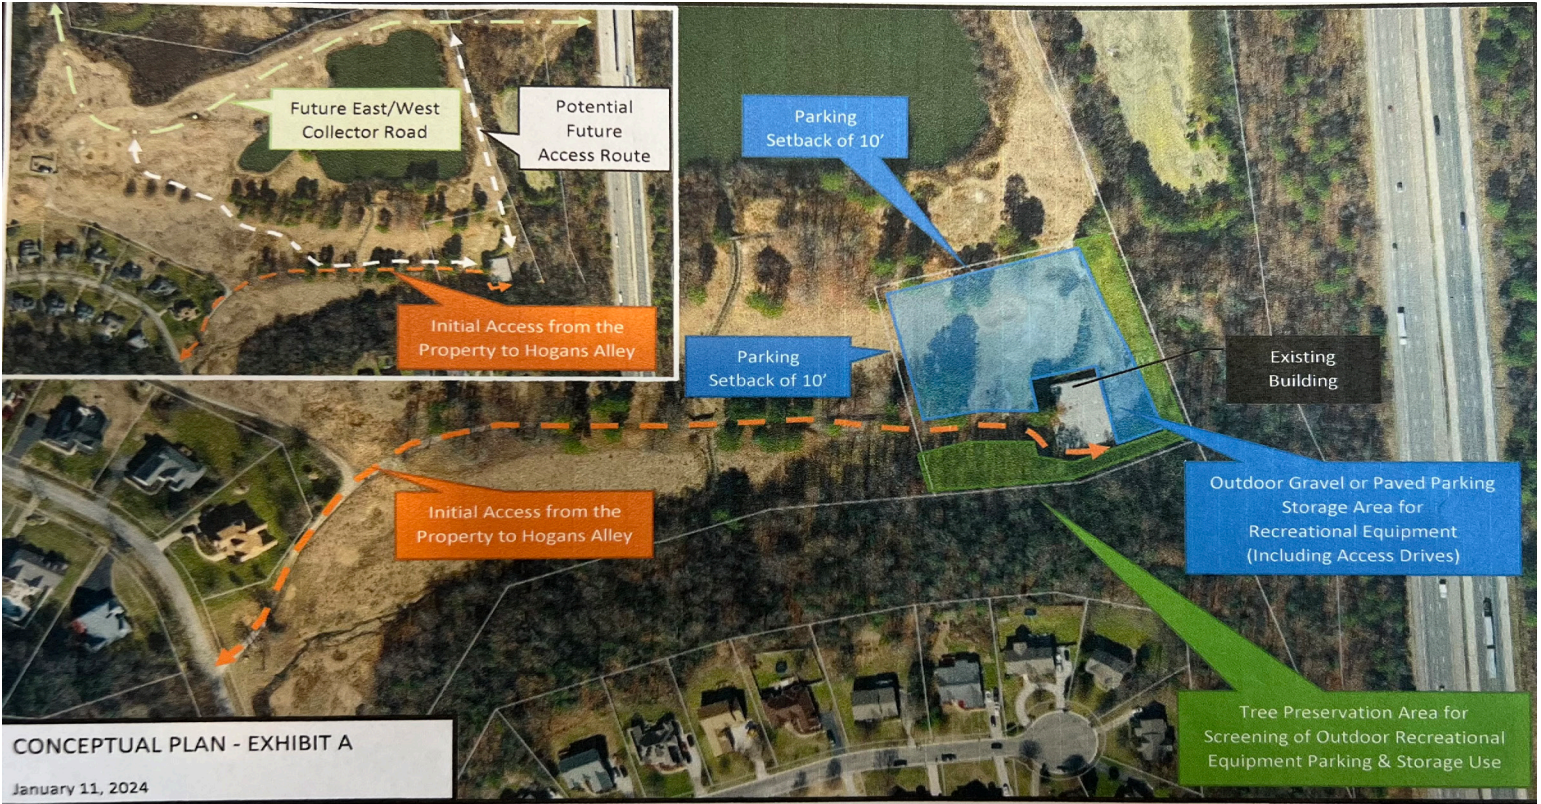 Future East/West
Collector Road
Potential
Future
Access Route
Initial Access from the
Property to Hogans Alley
Parking
Setback of 10’
Parking
Setback of 10’
Existing
Building
Outdoor Gravel or Paved Parking
Storage Area for
Recreational Equipment
(Including Access Drives)
Initial Access from the
Property to Hogans Alley
Tree Preservation Area for
Screening of Outdoor Recreational
Equipment Parking & Storage Use
CONCEPTUAL PLAN - EXHIBIT A
January 11, 2024